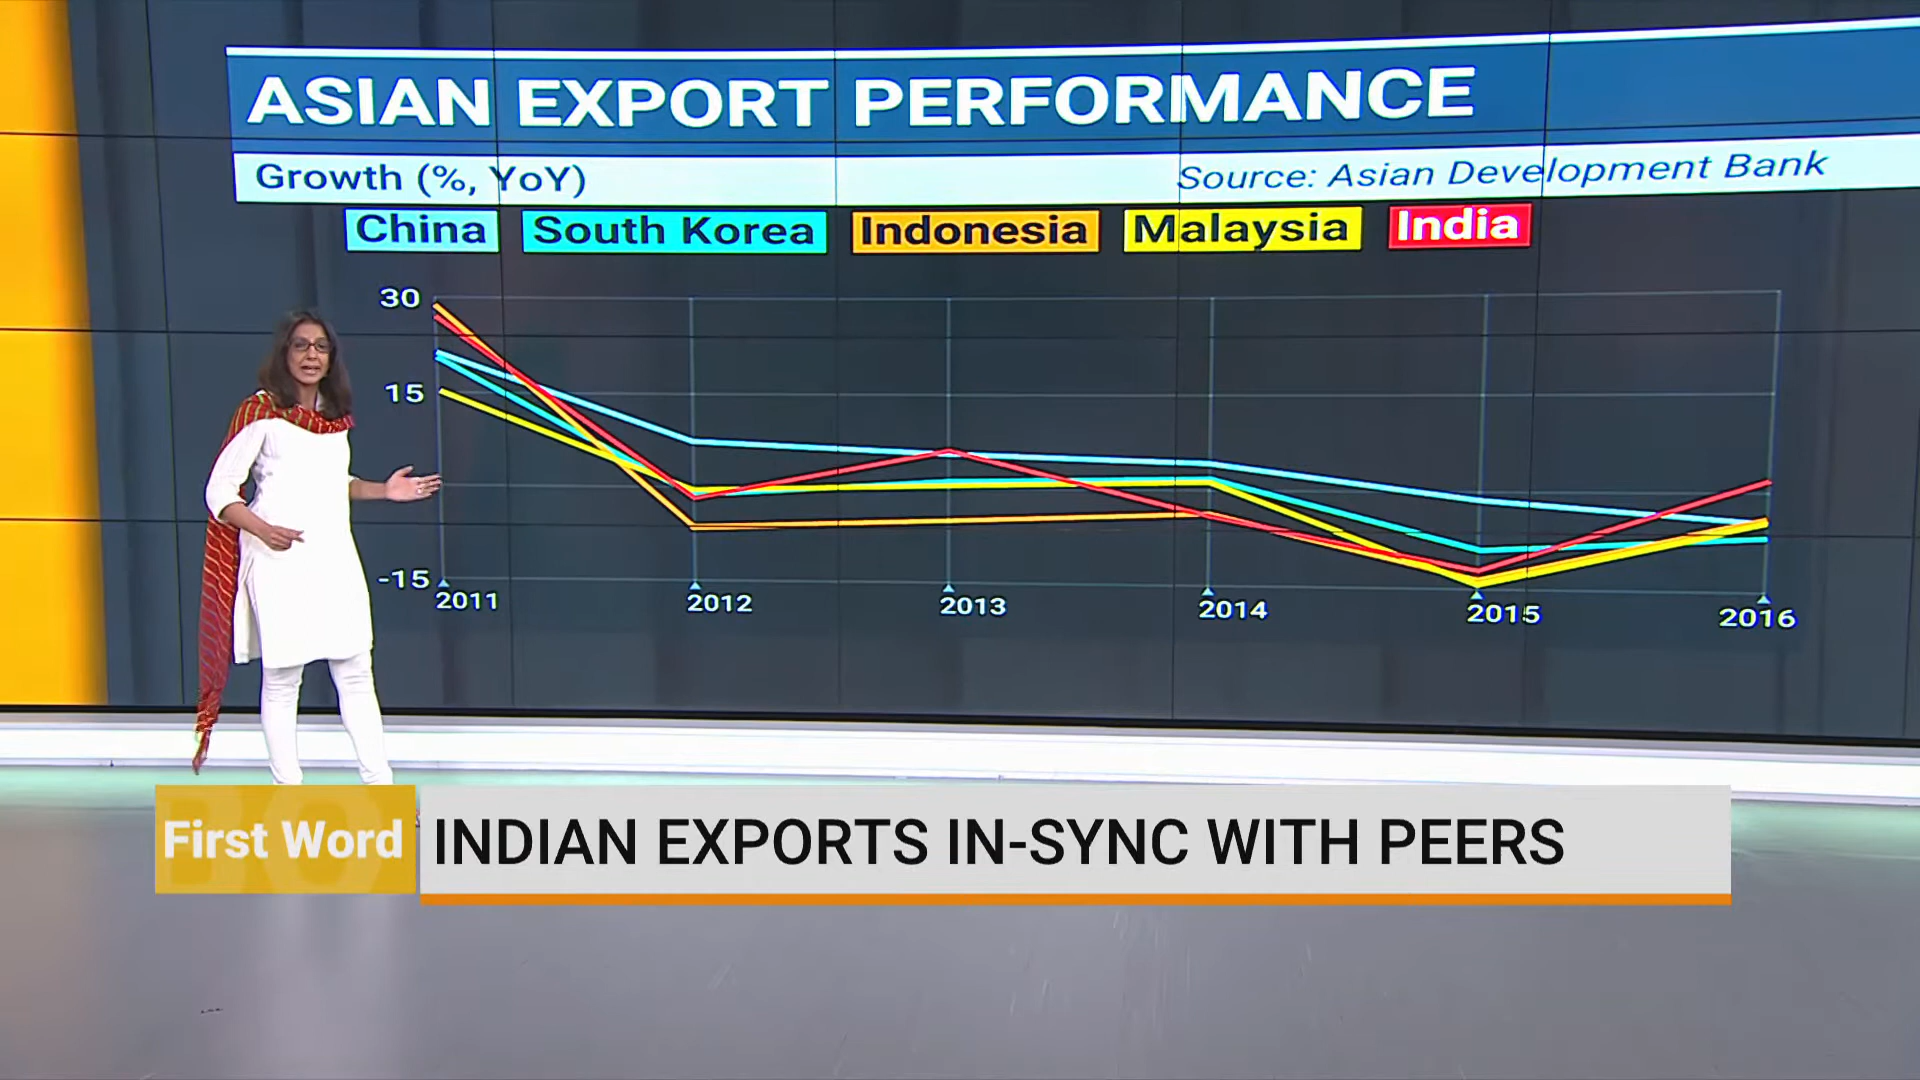 ASIAN EXPORT PERFORMANCE
Growth (%, YoY) Source: Asian Development Bank
China South Korea Indonesia Malaysia India
30
15
-15
2011 2012 2013 2014 2015 2016
First Word INDIAN EXPORTS IN-SYNC WITH PEERS